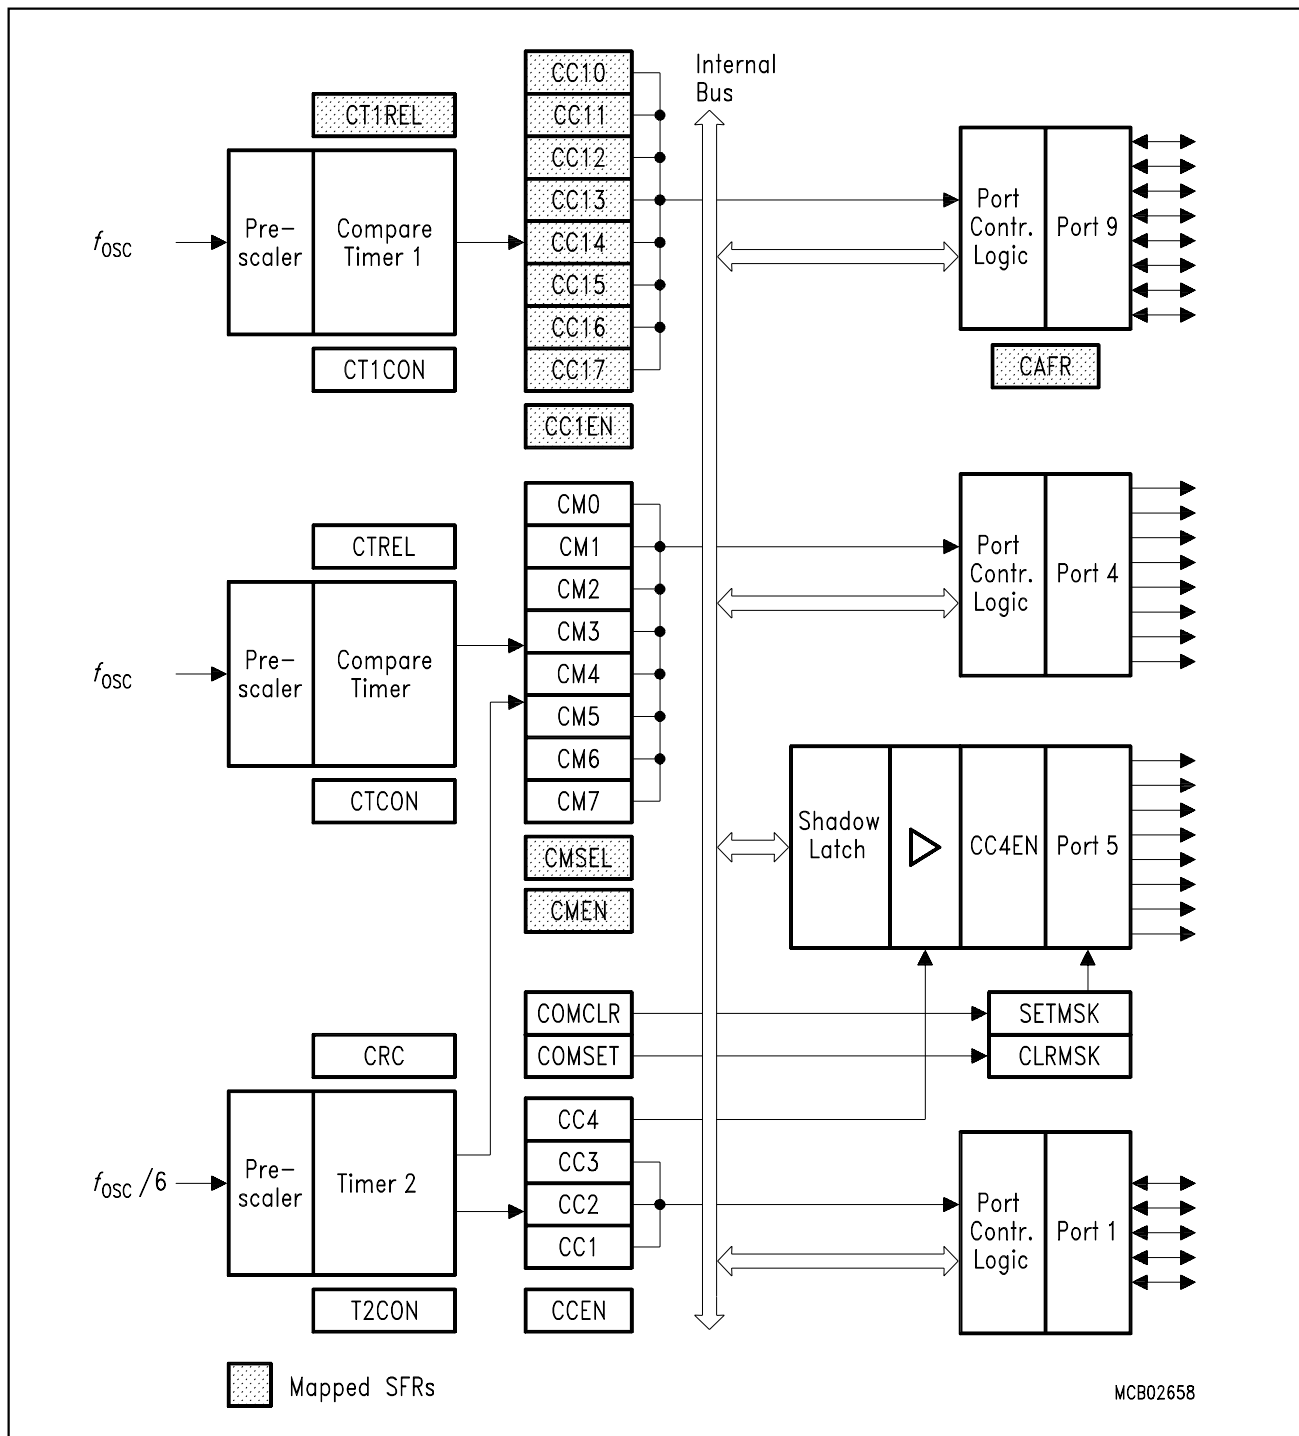 CC10
Internal
Bus
CT1REL
CC11
CC12
CC13
CC14
CC15
CC16
CC17
fOSC
Pre-
scaler
Compare
Timer 1
Port
Contr.
Logic
Port 9
CT1CON
CAFR
CC1EN
CM0
CM1
CM2
CM3
CM4
CM5
CM6
CM7
CTREL
fOSC
Pre-
scaler
Compare
Timer
Port
Contr.
Logic
Port 4
CTCON
CMSEL
CMEN
Shadow
Latch
CC4EN
Port 5
COMCLR
COMSET
SETMSK
CLRMSK
CRC
CC4
CC3
CC2
CC1
fOSC /6
Pre-
scaler
Timer 2
Port
Contr.
Logic
Port 1
T2CON
CCEN
Mapped SFRs
MCB02658